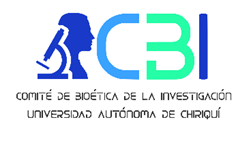 CBI
COMITÉ DE BIOÉTICA DE LA INVESTIGACIÓN
UNIVERSIDAD AUTÓNOMA DE CHIRIQUÍ